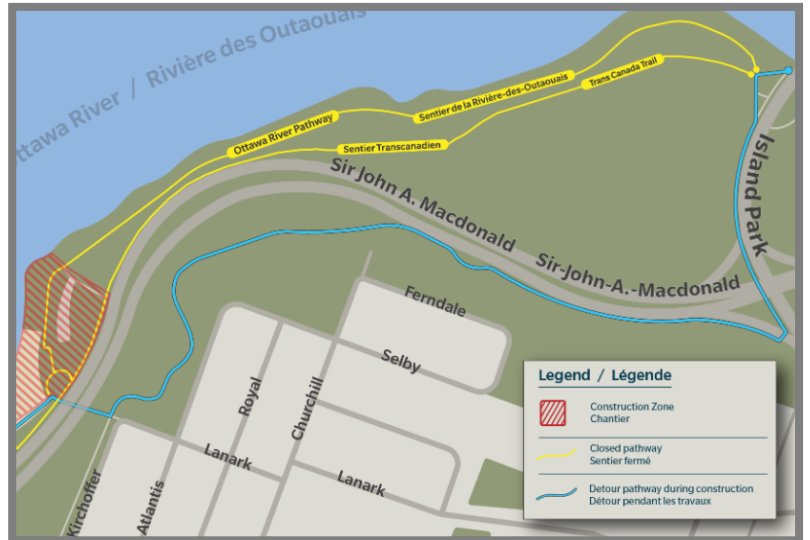 Ottawa River / Rivière des Outaouais
Ottawa River Pathway
Sentier de la Rivière-des-Outaouais
Trans Canada Trail
Sentier Transcanadien
Sir John A. Macdonald
Sir-John-A.-Macdonald
Island Park
Ferndale
Selby
Royal
Churchill
Lanark
Lanark
Kirchoffer
Atlantis
Legend / Légende
Construction Zone
Chantier
Closed pathway
Sentier fermé
Detour pathway during construction
Détour pendant les travaux